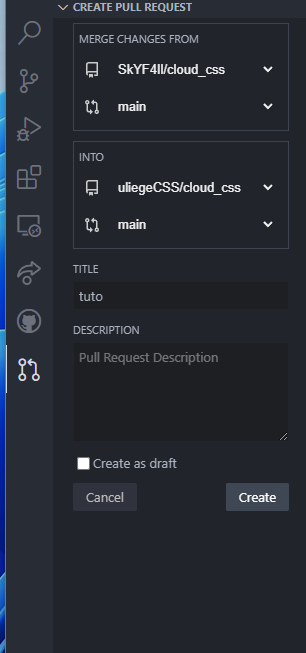 CREATE PULL REQUEST
MERGE CHANGES FROM
SkYF4ll/cloud_css
main
INTO
uliegeCSS/cloud_css
main
TITLE
tuto
DESCRIPTION
Pull Request Description
Create as draft
Cancel
Create